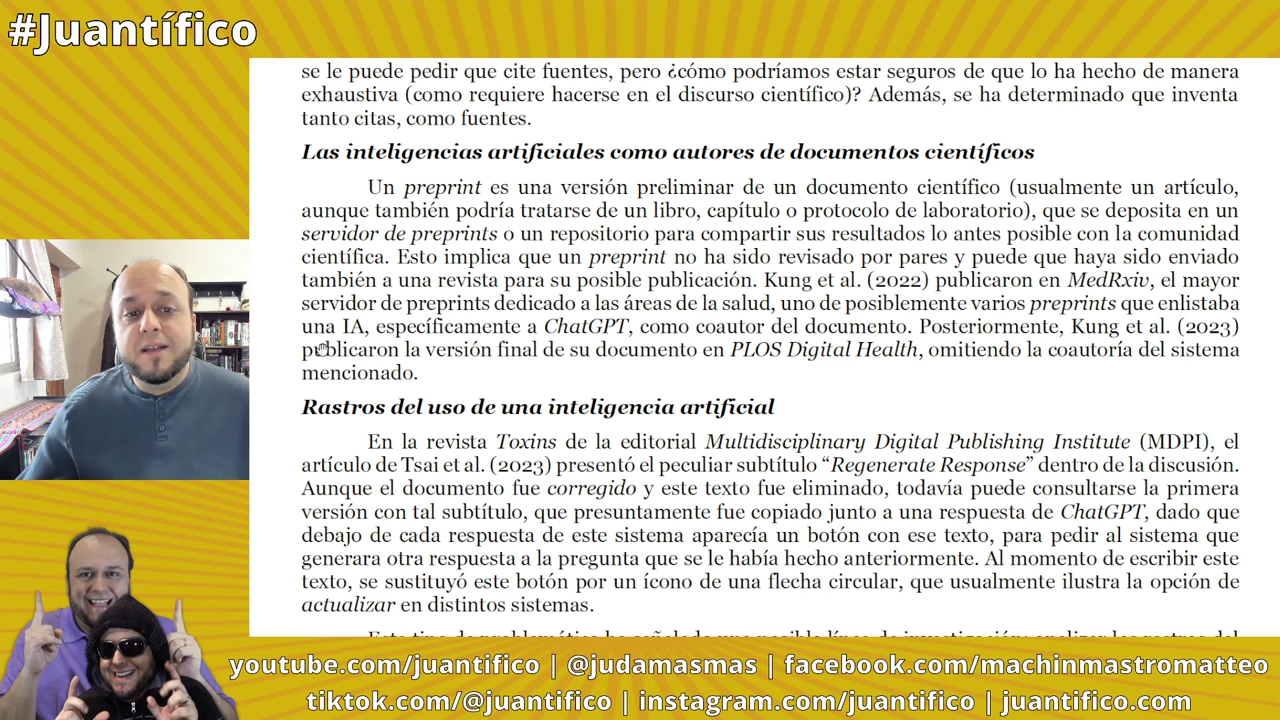 #Juantífico
se le puede pedir que cite fuentes, pero ¿cómo podríamos estar seguros de que lo ha hecho de manera
exhaustiva (como requiere hacerse en el discurso científico)? Además, se ha determinado que inventa
tanto citas, como fuentes.
Las inteligencias artificiales como autores de documentos científicos
Un preprint es una versión preliminar de un documento científico (usualmente un artículo,
aunque también podría tratarse de un libro, capítulo o protocolo de laboratorio), que se deposita en un
servidor de preprints o un repositorio para compartir sus resultados lo antes posible con la comunidad
científica. Esto implica que un preprint no ha sido revisado por pares y puede que haya sido enviado
también a una revista para su posible publicación. Kung et al. (2022) publicaron en MedRxiv, el mayor
servidor de preprints dedicado a las áreas de la salud, uno de posiblemente varios preprints que enlistaba
una IA, específicamente a ChatGPT, como coautor del documento. Posteriormente, Kung et al. (2023)
publicaron la versión final de su documento en PLOS Digital Health, omitiendo la coautoría del sistema
mencionado.
Rastros del uso de una inteligencia artificial
En la revista Toxins de la editorial Multidisciplinary Digital Publishing Institute (MDPI), el
artículo de Tsai et al. (2023) presentó el peculiar subtítulo “Regenerate Response” dentro de la discusión.
Aunque el documento fue corregido y este texto fue eliminado, todavía puede consultarse la primera
versión con tal subtítulo, que presuntamente fue copiado junto a una respuesta de ChatGPT, dado que
debajo de cada respuesta de este sistema aparecía un botón con ese texto, para pedir al sistema que
generara otra respuesta a la pregunta que se le había hecho anteriormente. Al momento de escribir este
texto, se sustituyó este botón por un ícono de una flecha circular, que usualmente ilustra la opción de
actualizar en distintos sistemas.
youtube.com/juantifico | @judamasmas | facebook.com/machinmastromatteo
tiktok.com/@juantifico | instagram.com/juantifico | juantifico.com